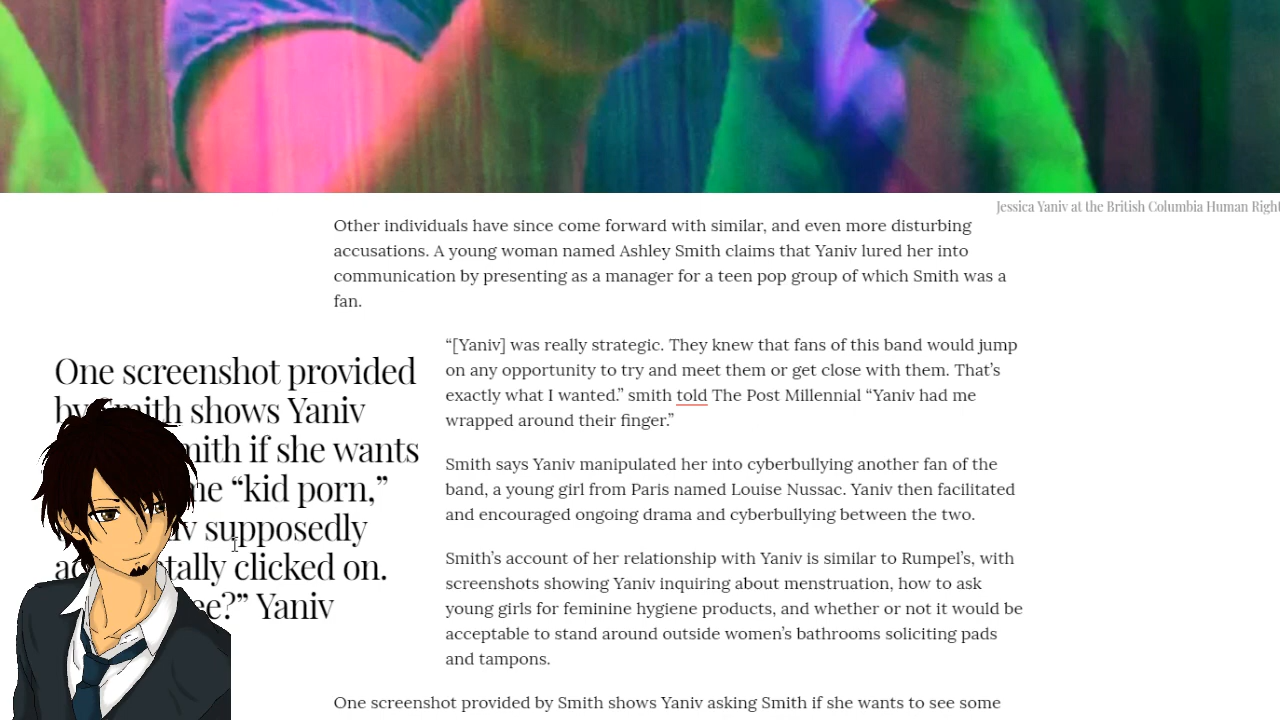 Jessica Yaniv at the British Columbia Human Right
Other individuals have since come forward with similar, and even more disturbing
accusations. A young woman named Ashley Smith claims that Yaniv lured her into
communication by presenting as a manager for a teen pop group of which Smith was a
fan.
“[Yaniv] was really strategic. They knew that fans of this band would jump
on any opportunity to try and meet them or get close with them. That’s
exactly what I wanted.” smith told The Post Millennial “Yaniv had me
wrapped around their finger.”
One screenshot provided
by Smith shows Yaniv
if she wants
“kid porn,”
supposedly
clicked on.
Yaniv
Smith says Yaniv manipulated her into cyberbullying another fan of the
band, a young girl from Paris named Louise Nussac. Yaniv then facilitated
and encouraged ongoing drama and cyberbullying between the two.
Smith’s account of her relationship with Yaniv is similar to Rumpel’s, with
screenshots showing Yaniv inquiring about menstruation, how to ask
young girls for feminine hygiene products, and whether or not it would be
acceptable to stand around outside women’s bathrooms soliciting pads
and tampons.
One screenshot provided by Smith shows Yaniv asking Smith if she wants to see some